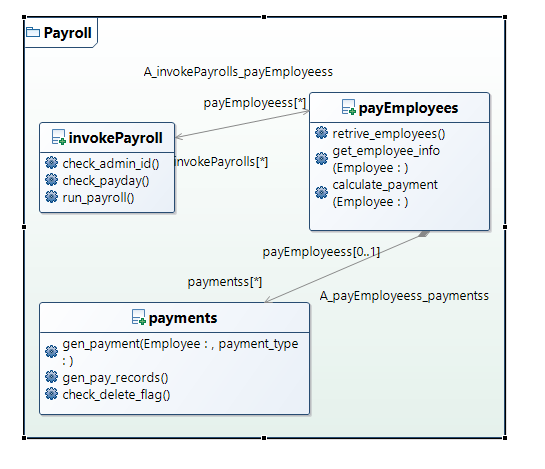 Payroll
A_invokePayrolls_payEmployeess
payEmployeess[*]
payEmployees
retrive_employees()
get_employee_info
(Employee : )
calculate_payment
(Employee : )
invokePayroll
check_admin_id()
check_payday()
run_payroll()
invokePayrolls[*]
payEmployeess[0..1]
paymentss[*]
A_payEmployeess_paymentss
payments
gen_payment(Employee : , payment_type
: )
gen_pay_records()
check_delete_flag()